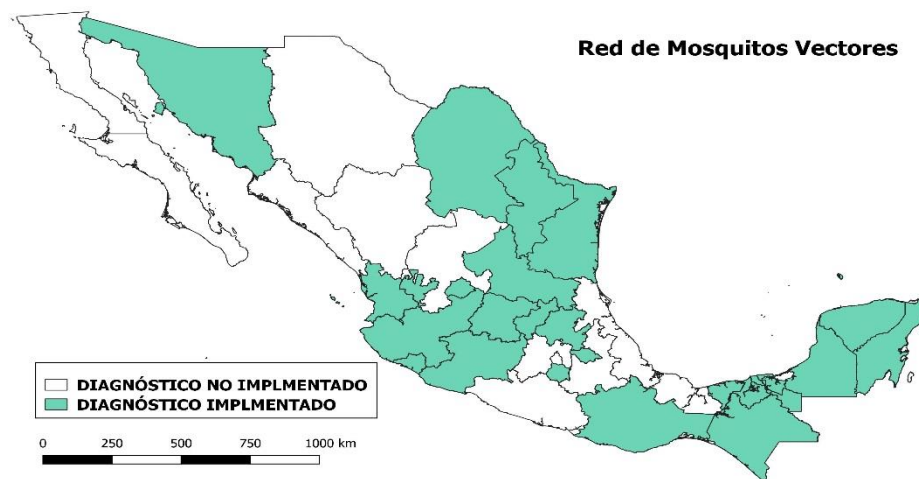 Red de Mosquitos Vectores
DIAGNÓSTICO NO IMPLMENTADO
DIAGNÓSTICO IMPLMENTADO
0 250 500 750 1000 km